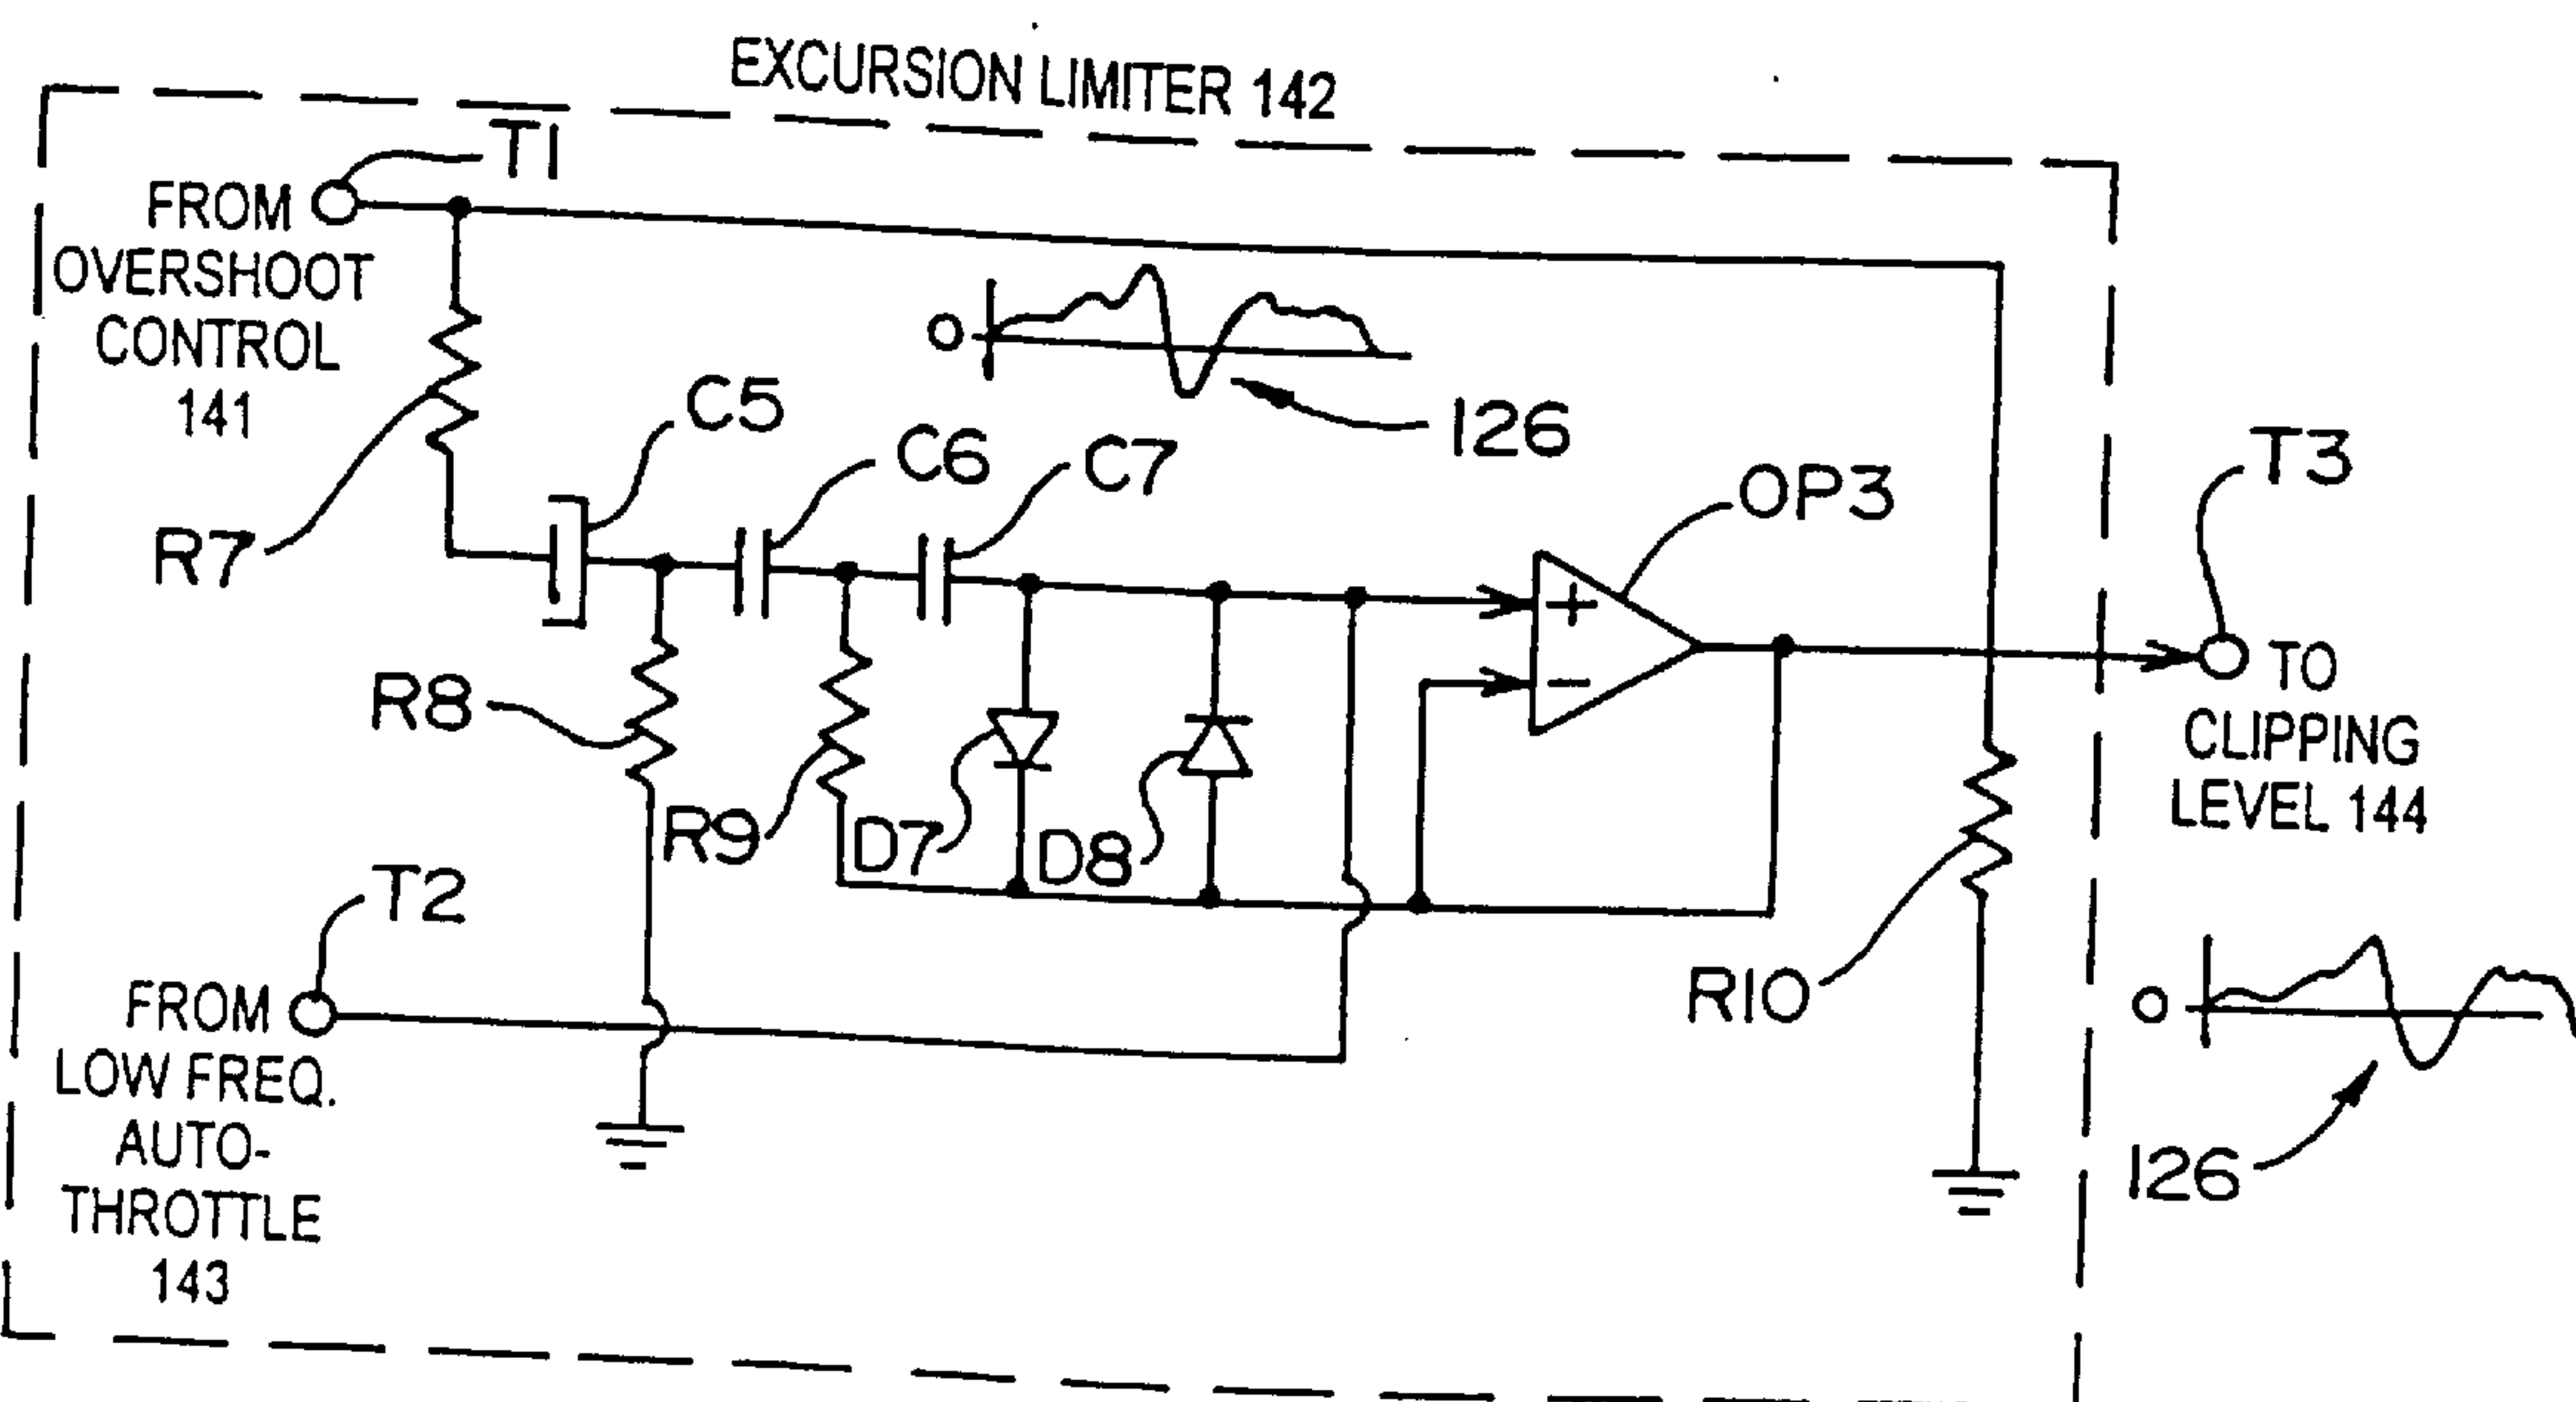 EXCURSION LIMITER 142
T1
FROM
OVERSHOOT
CONTROL
141
O
126
C5
C6
C7
OP3
T3
R7
+
−
TO
CLIPPING
LEVEL 144
R8
R9
D7
D8
R10
T2
FROM
LOW FREQ.
AUTO-
THROTTLE
143
O
126